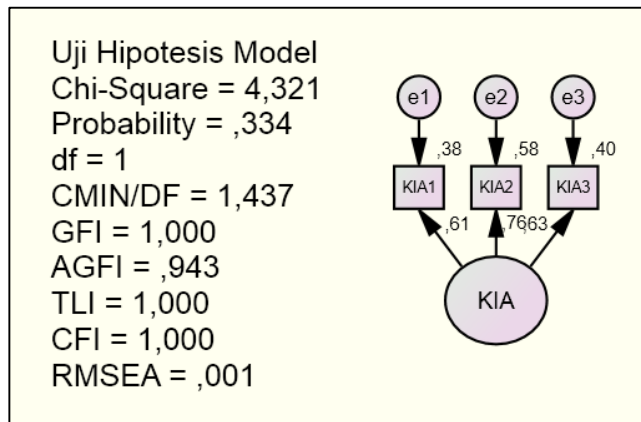 Uji Hipotesis Model
Chi-Square = 4,321
Probability = ,334
df = 1
CMIN/DF = 1,437
GFI = 1,000
AGFI = ,943
TLI = 1,000
CFI = 1,000
RMSEA = ,001
e1 e2 e3
,38 ,58 ,40
KIA1 KIA2 KIA3
,61 ,76 ,63
KIA